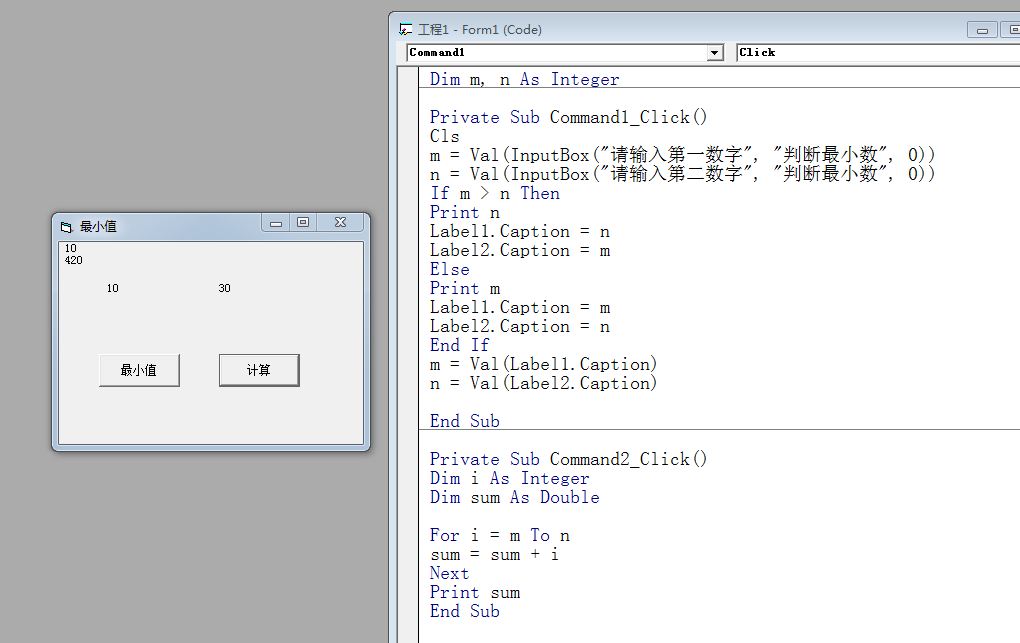 最小值
10
420
10 30
最小值 计算
工程1 - Form1 (Code)
Command1 Click
Dim m, n As Integer
Private Sub Command1_Click()
Cls
m = Val(InputBox("请输入第一数字", "判断最小数", 0))
n = Val(InputBox("请输入第二数字", "判断最小数", 0))
If m > n Then
Print n
Label1.Caption = n
Label2.Caption = m
Else
Print m
Label1.Caption = m
Label2.Caption = n
End If
m = Val(Label1.Caption)
n = Val(Label2.Caption)
End Sub
Private Sub Command2_Click()
Dim i As Integer
Dim sum As Double
For i = m To n
sum = sum + i
Next
Print sum
End Sub